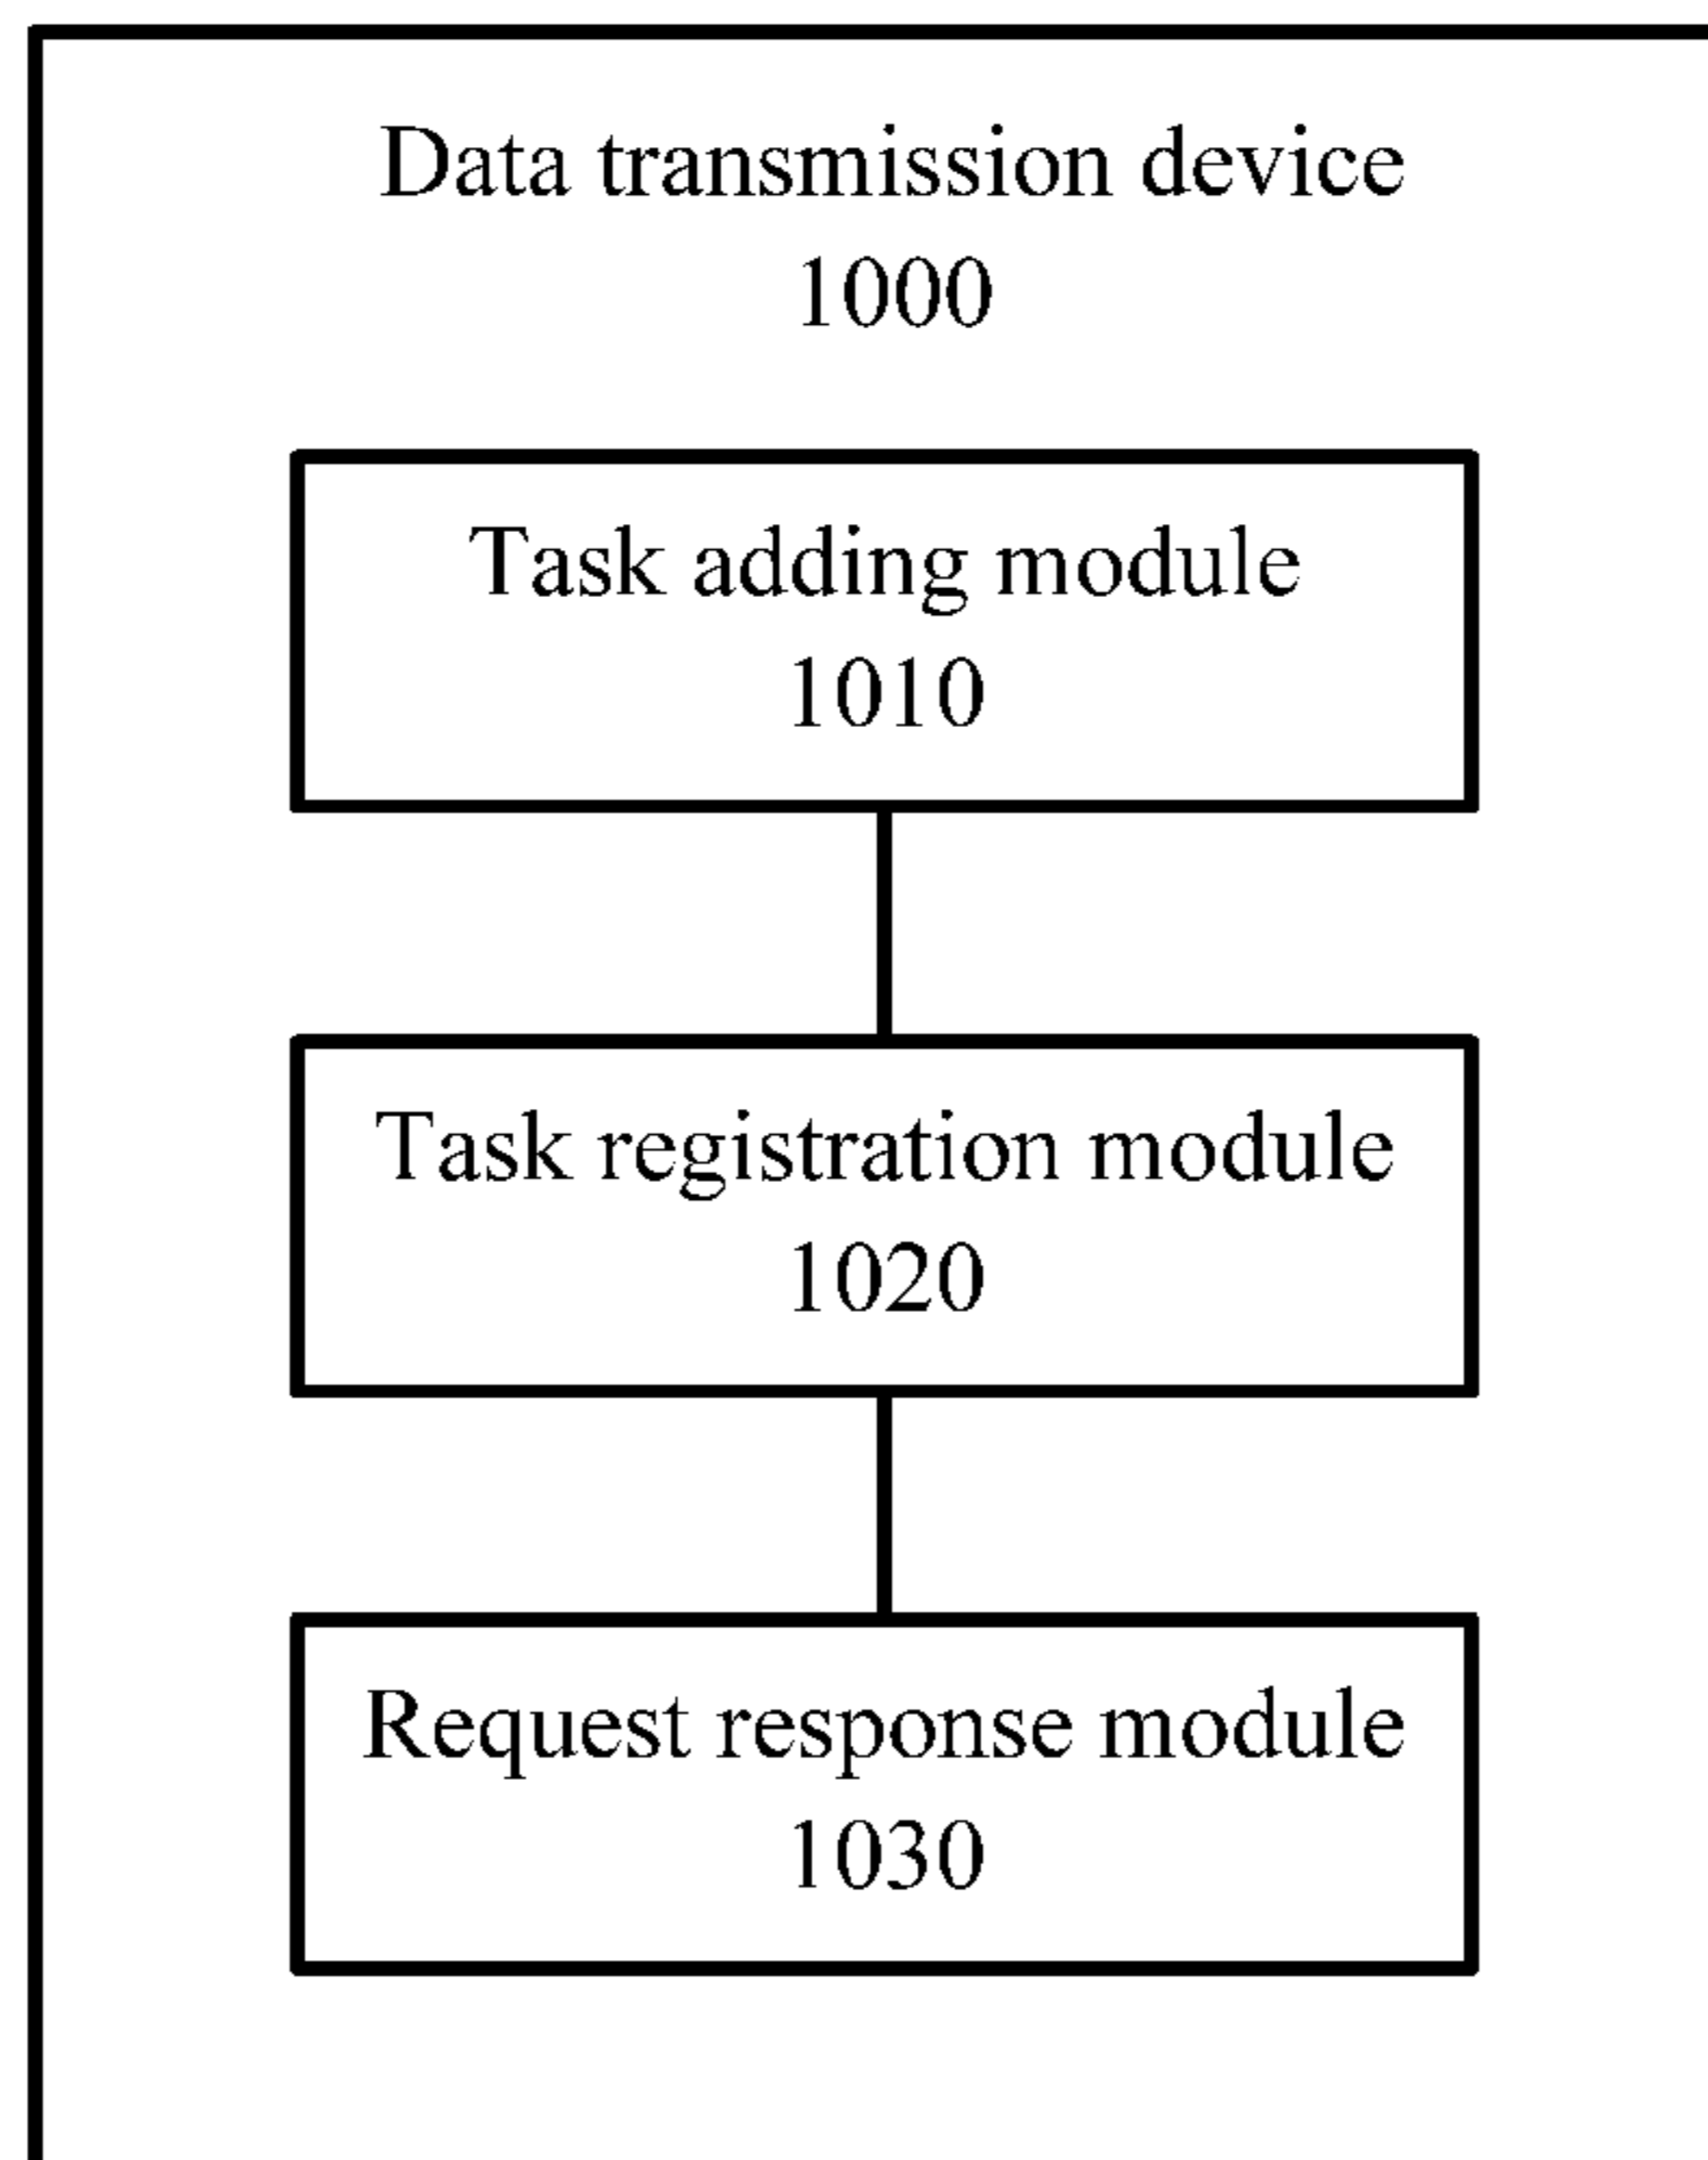 Data transmission device
1000
Task adding module
1010
Task registration module
1020
Request response module
1030